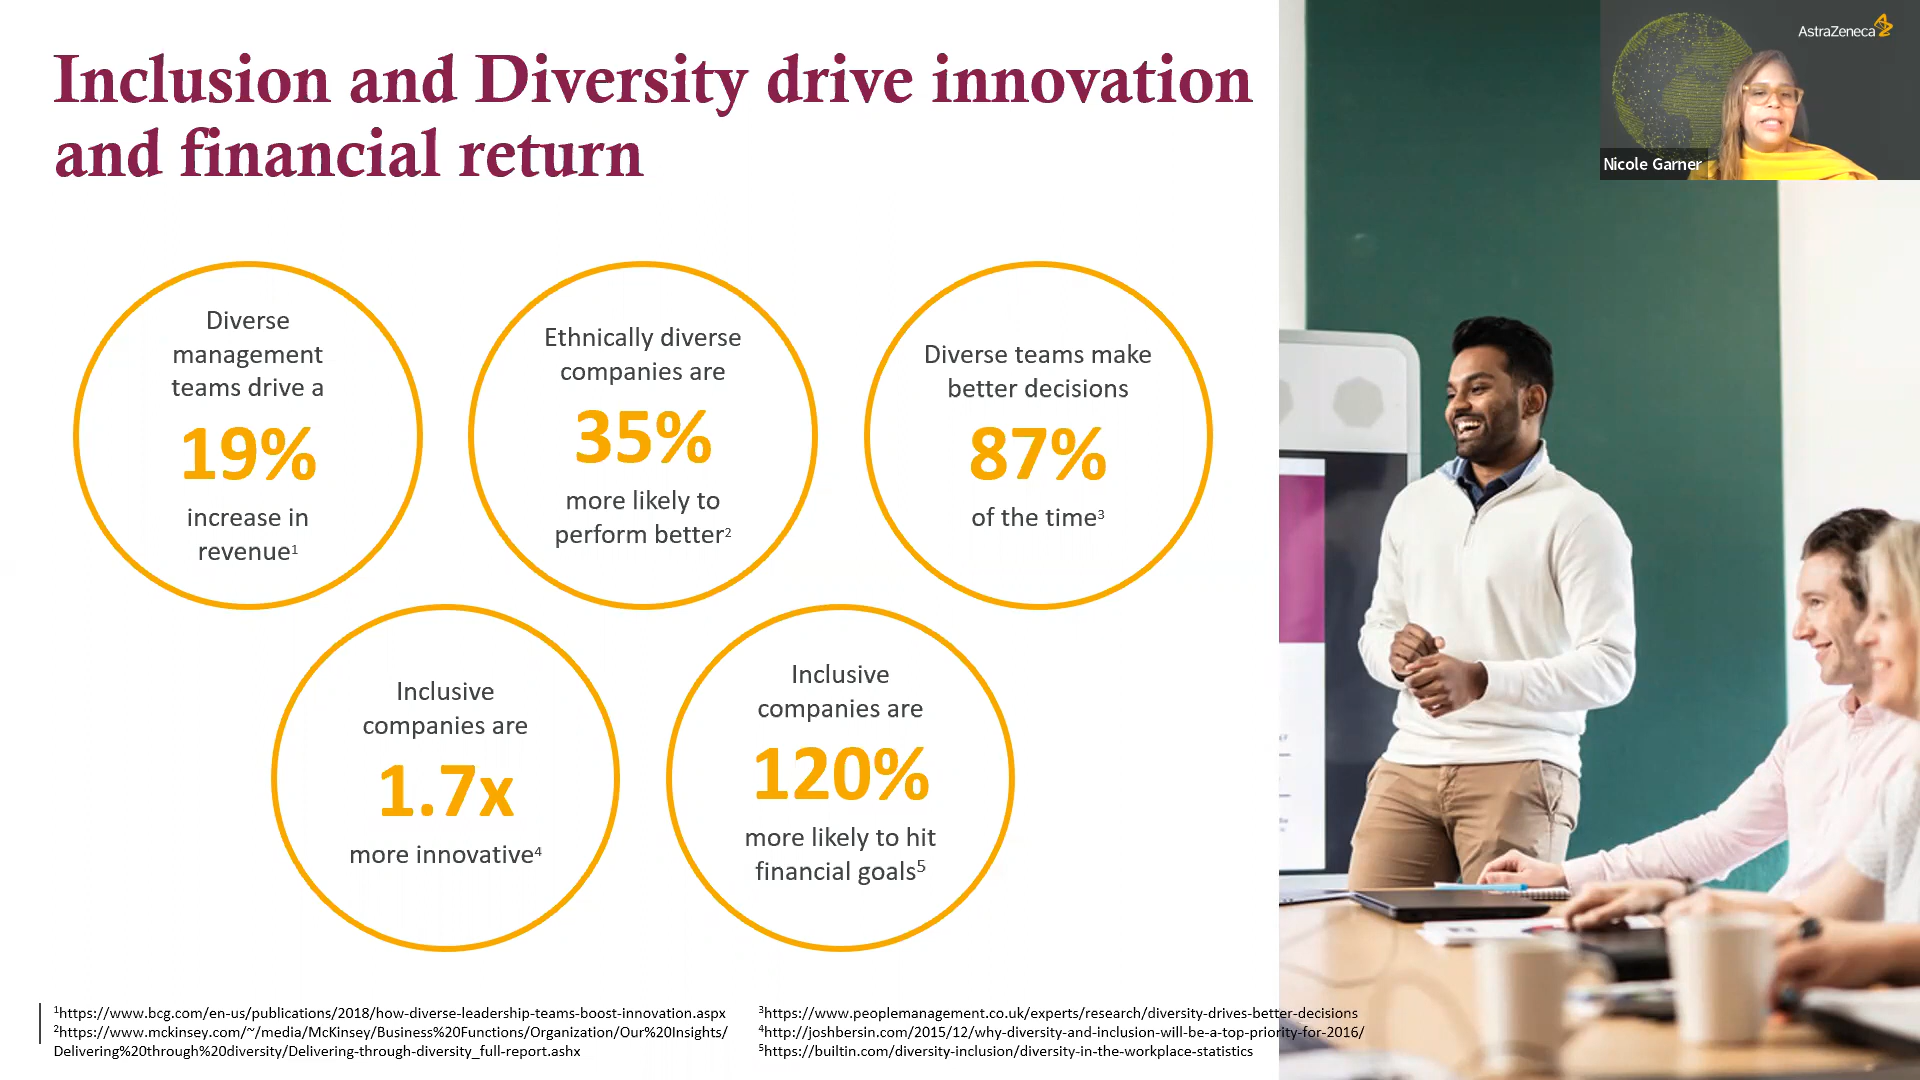 Inclusion and Diversity drive innovation
and financial return
AstraZeneca
Nicole Garner
Diverse
management
teams drive a
19%
increase in
revenue¹
Ethnically diverse
companies are
35%
more likely to
perform better²
Diverse teams make
better decisions
87%
of the time³
Inclusive
companies are
1.7x
more innovative⁴
Inclusive
companies are
120%
more likely to hit
financial goals⁵
¹https://www.bcg.com/en-us/publications/2018/how-diverse-leadership-teams-boost-innovation.aspx
²https://www.mckinsey.com/~/media/McKinsey/Business%20Functions/Organization/Our%20Insights/
Delivering%20through%20diversity/Delivering-through-diversity_full-report.ashx
³https://www.peoplemanagement.co.uk/experts/research/diversity-drives-better-decisions
⁴http://joshbersin.com/2015/12/why-diversity-and-inclusion-will-be-a-top-priority-for-2016/
⁵https://builtin.com/diversity-inclusion/diversity-in-the-workplace-statistics